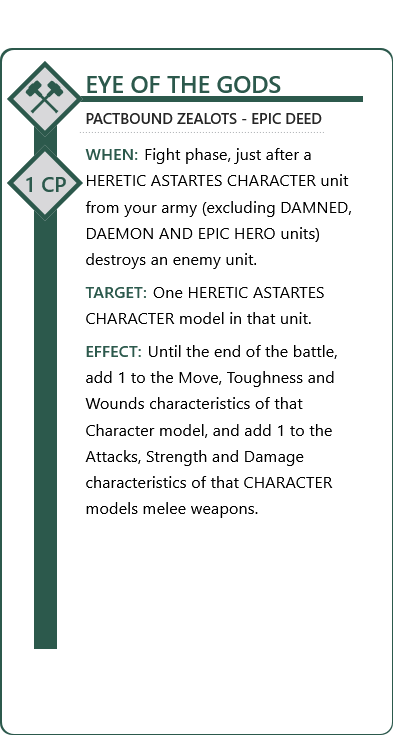 EYE OF THE GODS
PACTBOUND ZEALOTS - EPIC DEED
1 CP
WHEN: Fight phase, just after a
HERETIC ASTARTES CHARACTER unit
from your army (excluding DAMNED,
DAEMON AND EPIC HERO units)
destroys an enemy unit.
TARGET: One HERETIC ASTARTES
CHARACTER model in that unit.
EFFECT: Until the end of the battle,
add 1 to the Move, Toughness and
Wounds characteristics of that
Character model, and add 1 to the
Attacks, Strength and Damage
characteristics of that CHARACTER
models melee weapons.